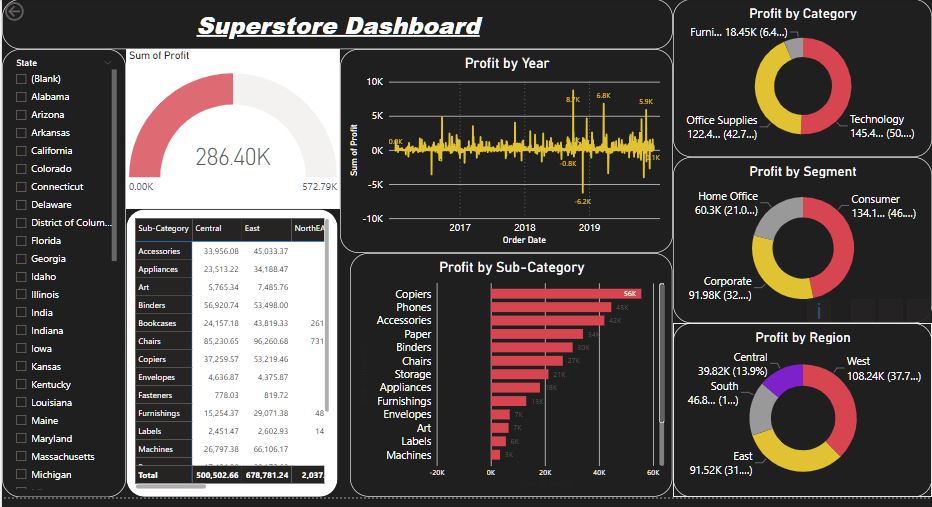 Superstore Dashboard
State
(Blank)
Alabama
Arizona
Arkansas
California
Colorado
Connecticut
Delaware
District of Colum...
Florida
Georgia
Idaho
Illinois
India
Indiana
Iowa
Kansas
Kentucky
Louisiana
Maine
Maryland
Massachusetts
Michigan
Sum of Profit
286.40K
0.00K 572.79K
Sub-Category Central East NorthEA
Accessories 33,956.08 45,033.37
Appliances 23,513.22 34,188.47
Art 5,765.34 7,485.76
Binders 56,920.74 53,498.00
Bookcases 24,157.18 43,819.33 261
Chairs 85,230.65 96,260.68 731
Copiers 37,259.57 53,219.46
Envelopes 4,636.87 4,375.87
Fasteners 778.03 819.72
Furnishings 15,254.37 29,071.38 48
Labels 2,451.47 2,602.93 14
Machines 26,797.38 66,106.17
Total 500,502.66 678,781.24 2,037
Profit by Year
Sum of Profit
10K
5K
0K
-5K
-10K
0.0K
8.7K
6.8K
5.9K
-0.8K
-6.2K
2017 2018 2019
Order Date
Profit by Sub-Category
Copiers 56K
Phones 45K
Accessories 42K
Paper 34K
Binders 30K
Chairs 27K
Storage 21K
Appliances 18K
Furnishings 13K
Envelopes 7K
Art 7K
Labels 6K
Machines 3K
-20K 0K 20K 40K 60K
Profit by Category
Furni... 18.45K (6.4...)
Office Supplies
122.4... (42.7...)
Technology
145.4... (50....)
Profit by Segment
Home Office
60.3K (21.0...)
Consumer
134.1... (46....)
Corporate
91.98K (32....)
Profit by Region
Central
39.82K (13.9%)
West
108.24K (37.7...)
South
46.8... (1...)
East
91.52K (31....)